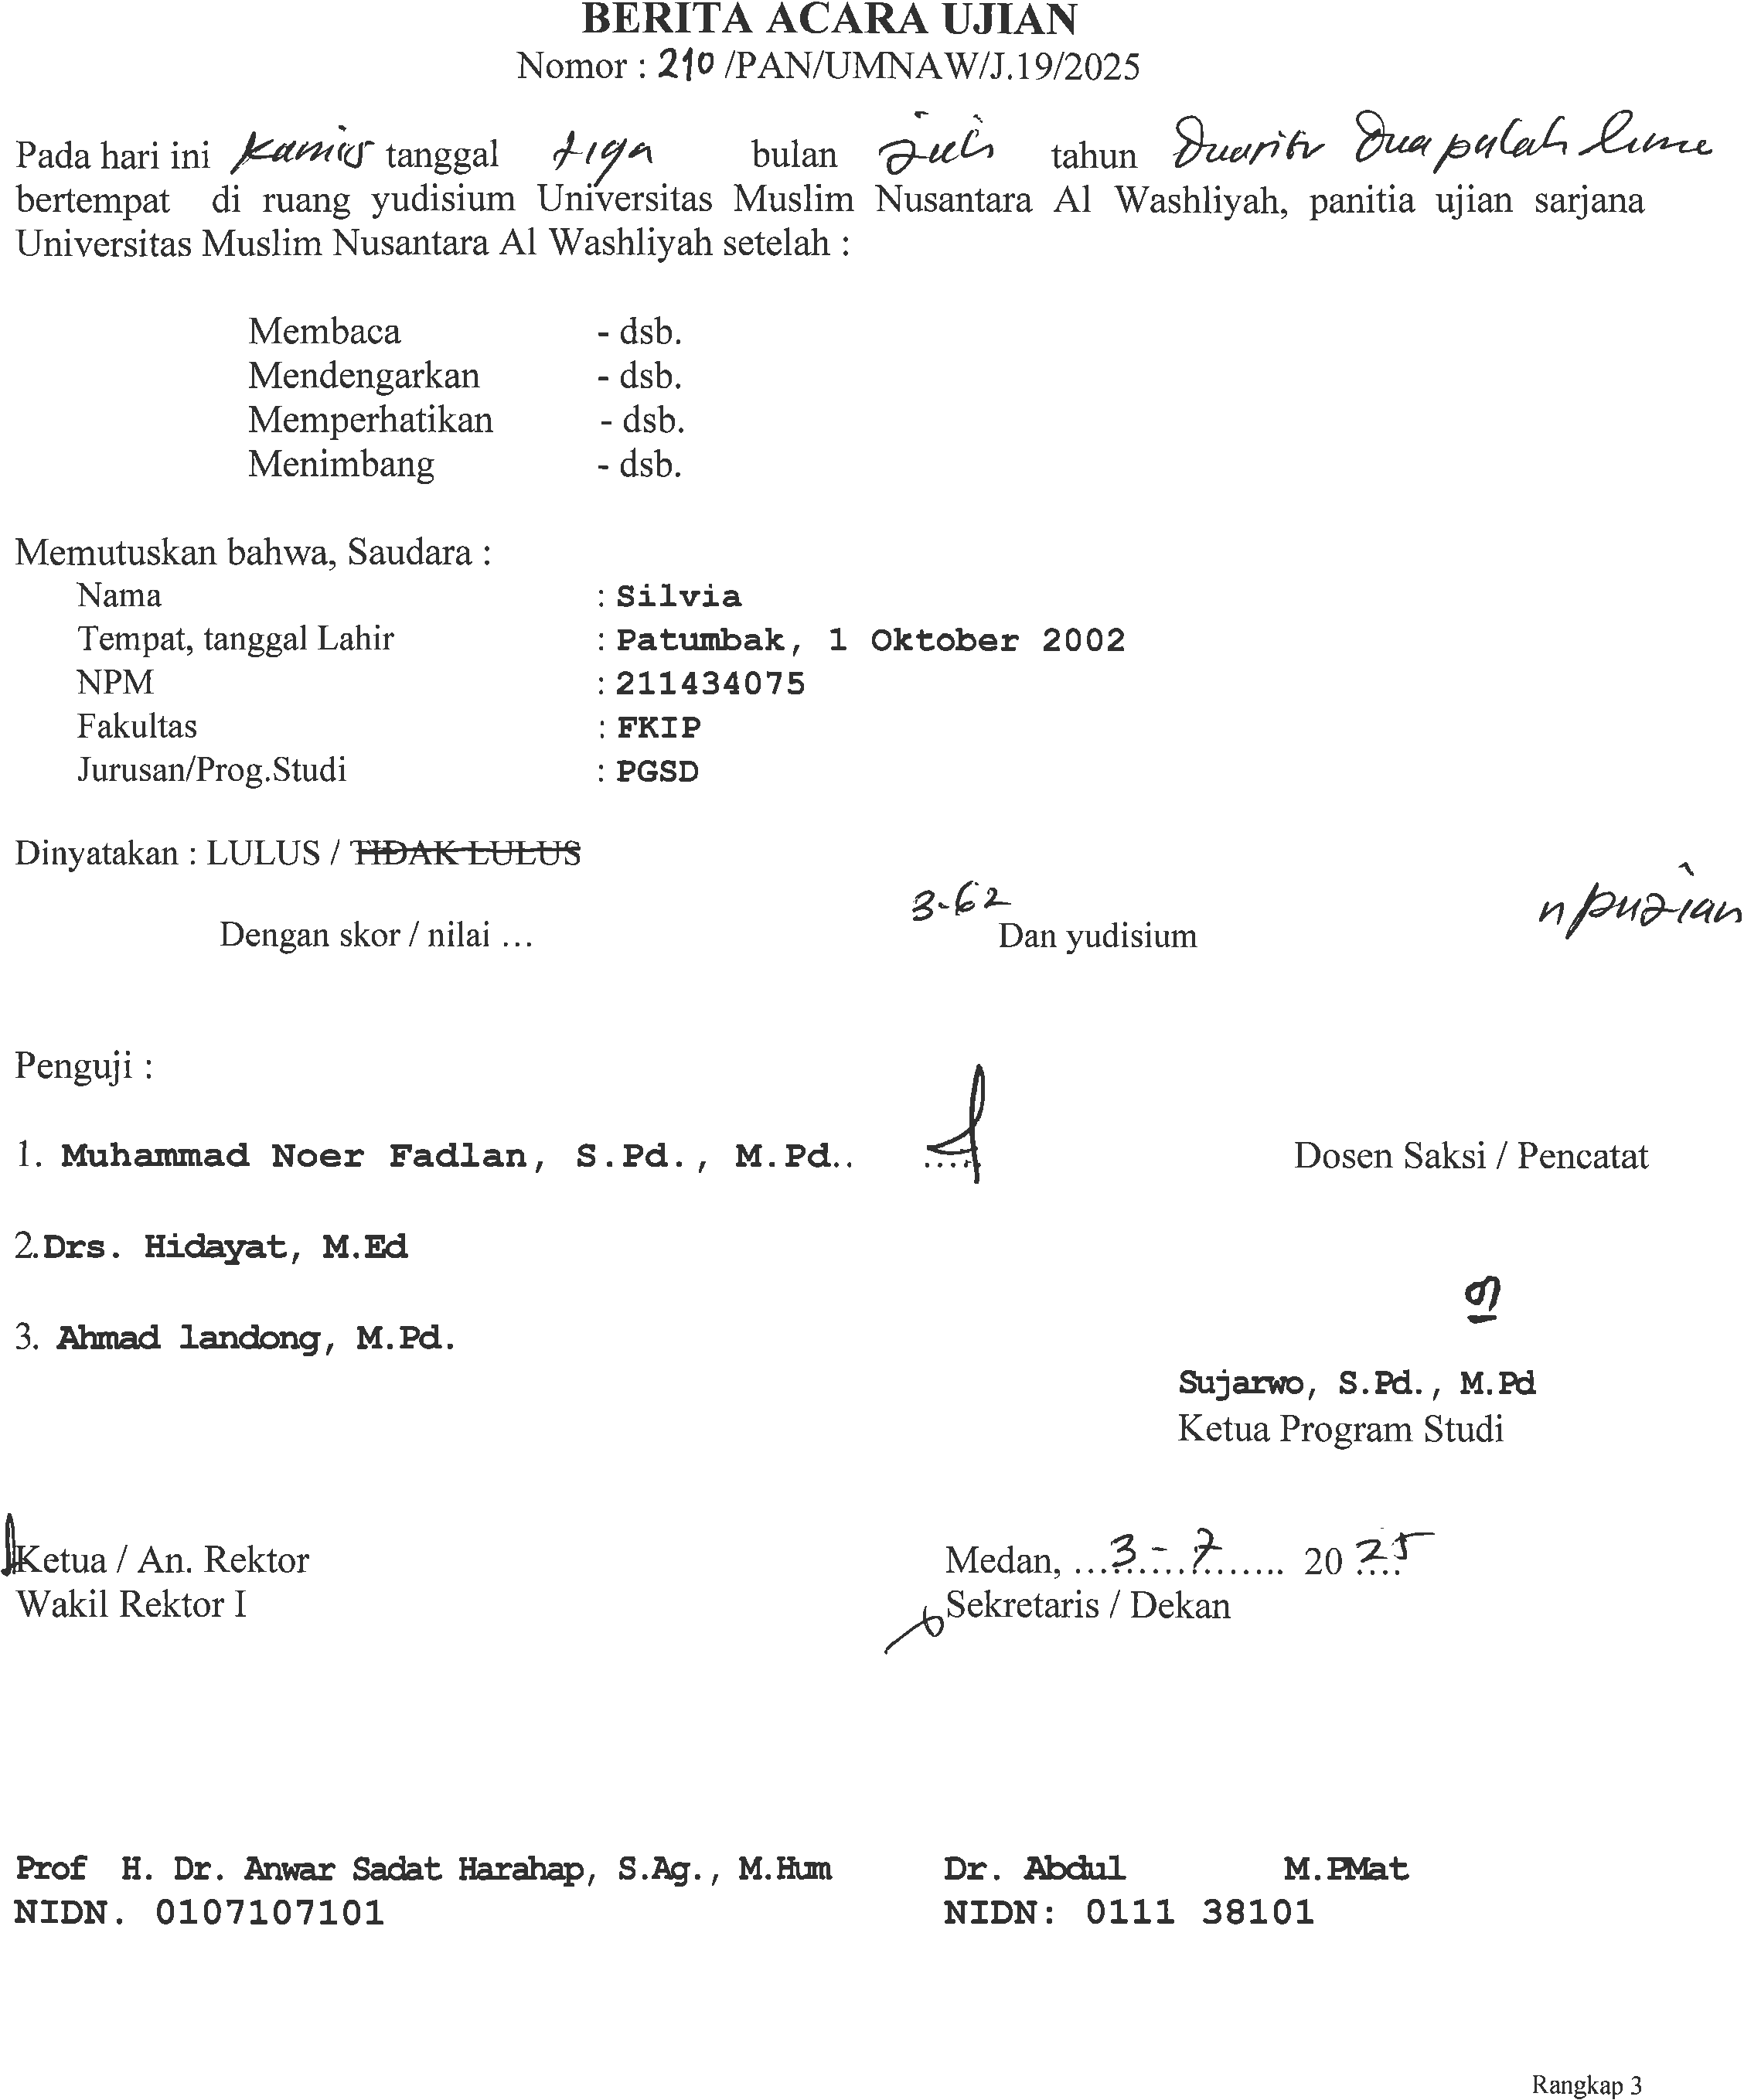 BERITA ACARA UJIAN
Nomor : 210 /PAN/UMNAW/J.19/2025
Pada hari ini kamis tanggal tiga bulan Juli tahun Duaribu Dua puluh lima
bertempat di ruang yudisium Universitas Muslim Nusantara Al Washliyah, panitia ujian sarjana
Universitas Muslim Nusantara Al Washliyah setelah :
Membaca - dsb.
Mendengarkan - dsb.
Memperhatikan - dsb.
Menimbang - dsb.
Memutuskan bahwa, Saudara :
Nama : Silvia
Tempat, tanggal Lahir : Patumbak, 1 Oktober 2002
NPM : 211434075
Fakultas : FKIP
Jurusan/Prog.Studi : PGSD
Dinyatakan : LULUS / TIDAK LULUS
Dengan skor / nilai ... 3.62 Dan yudisium
Penguji :
1. Muhammad Noer Fadlan, S.Pd., M.Pd.. ..... Dosen Saksi / Pencatat
2.Drs. Hidayat, M.Ed
3. Ahmad landong, M.Pd.
Sujarwo, S.Pd., M.Pd
Ketua Program Studi
Ketua / An. Rektor Medan, ...3 - 7...... 2025
Wakil Rektor I Sekretaris / Dekan
Prof H. Dr. Anwar Sadat Harahap, S.Ag., M.Hum Dr. Abdul M.PMat
NIDN. 0107107101 NIDN: 0111 38101
Rangkap 3